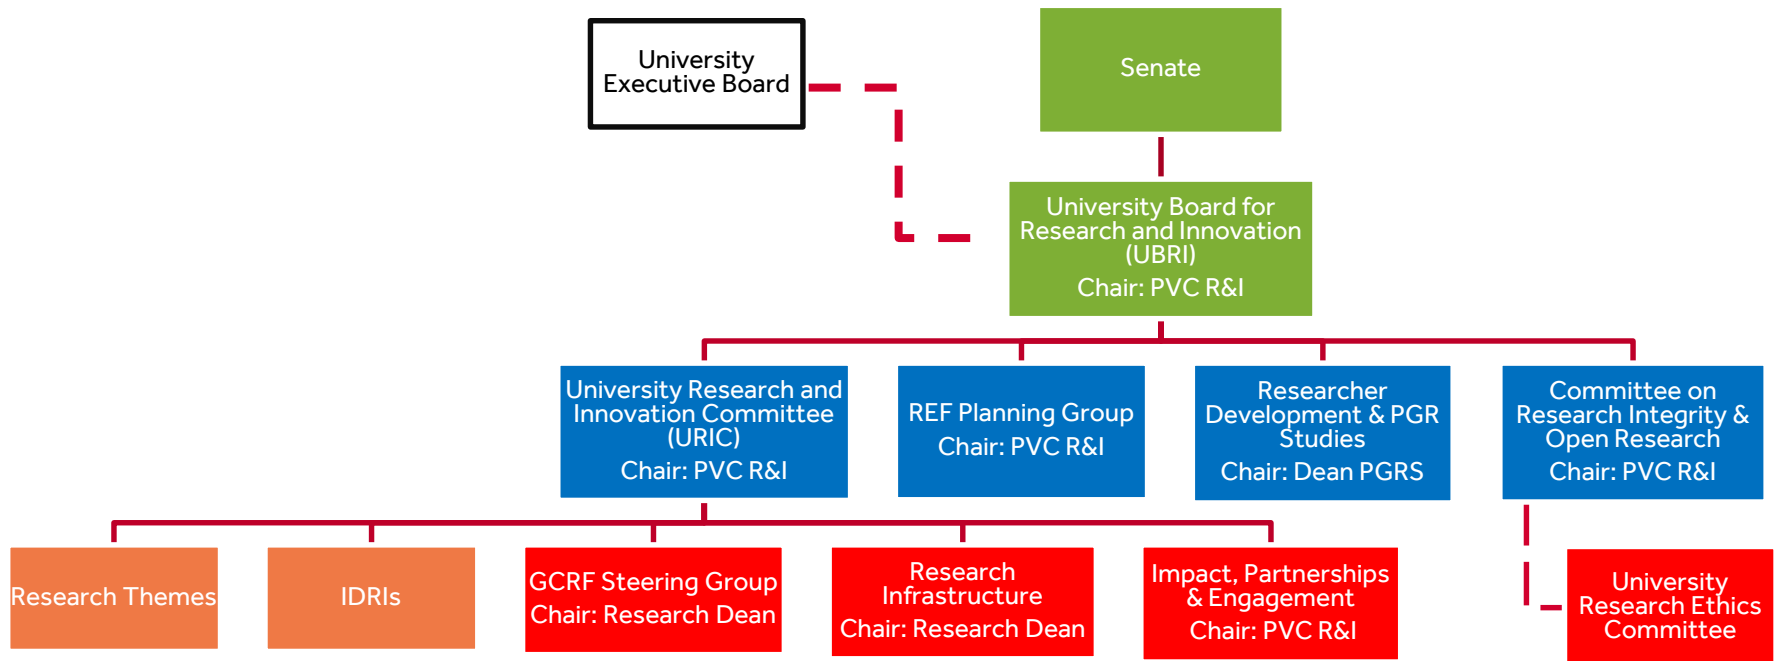 University
Executive Board
Senate
University Board for
Research and Innovation
(UBRI)
Chair: PVC R&I
University Research and
Innovation Committee
(URIC)
Chair: PVC R&I
REF Planning Group
Chair: PVC R&I
Researcher
Development & PGR
Studies
Chair: Dean PGRS
Committee on
Research Integrity &
Open Research
Chair: PVC R&I
Research Themes
IDRIs
GCRF Steering Group
Chair: Research Dean
Research
Infrastructure
Chair: Research Dean
Impact, Partnerships
& Engagement
Chair: PVC R&I
University
Research Ethics
Committee